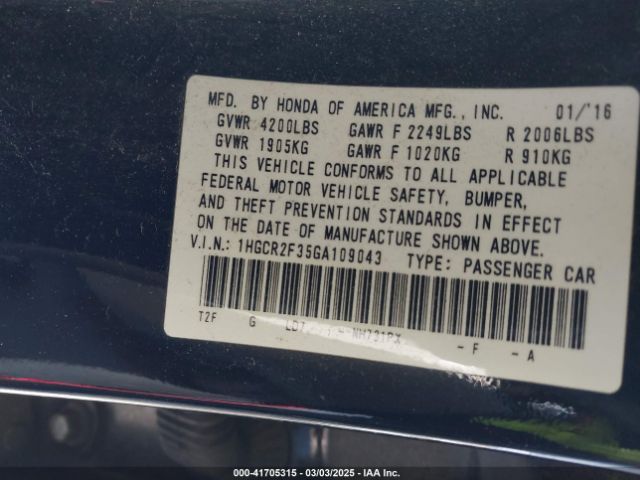 MFD. BY HONDA OF AMERICA MFG., INC. 01/'16
GVWR 4200LBS GAWR F 2249LBS R 2006LBS
GVWR 1905KG GAWR F 1020KG R 910KG
THIS VEHICLE CONFORMS TO ALL APPLICABLE
FEDERAL MOTOR VEHICLE SAFETY, BUMPER,
AND THEFT PREVENTION STANDARDS IN EFFECT
ON THE DATE OF MANUFACTURE SHOWN ABOVE.
V.I.N.: 1HGCR2F35GA109043 TYPE: PASSENGER CAR
T2F G NH731PX -F -A
000-41705315 - 03/03/2025 - IAA Inc.